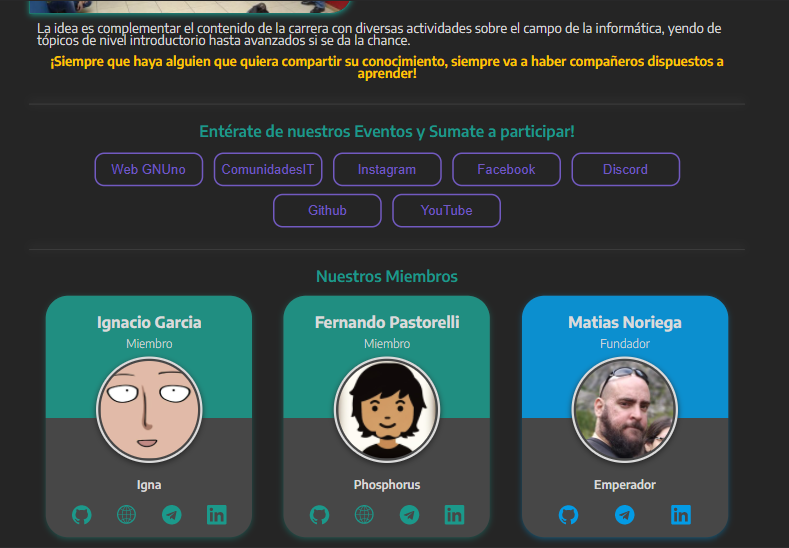 La idea es complementar el contenido de la carrera con diversas actividades sobre el campo de la informática, yendo de
tópicos de nivel introductorio hasta avanzados si se da la chance.
¡Siempre que haya alguien que quiera compartir su conocimiento, siempre va a haber compañeros dispuestos a
aprender!
Entérate de nuestros Eventos y Sumate a participar!
Web GNUno ComunidadesIT Instagram Facebook Discord
Github YouTube
Nuestros Miembros
Ignacio Garcia Fernando Pastorelli Matias Noriega
Miembro Miembro Fundador
Igna Phosphorus Emperador
in in in